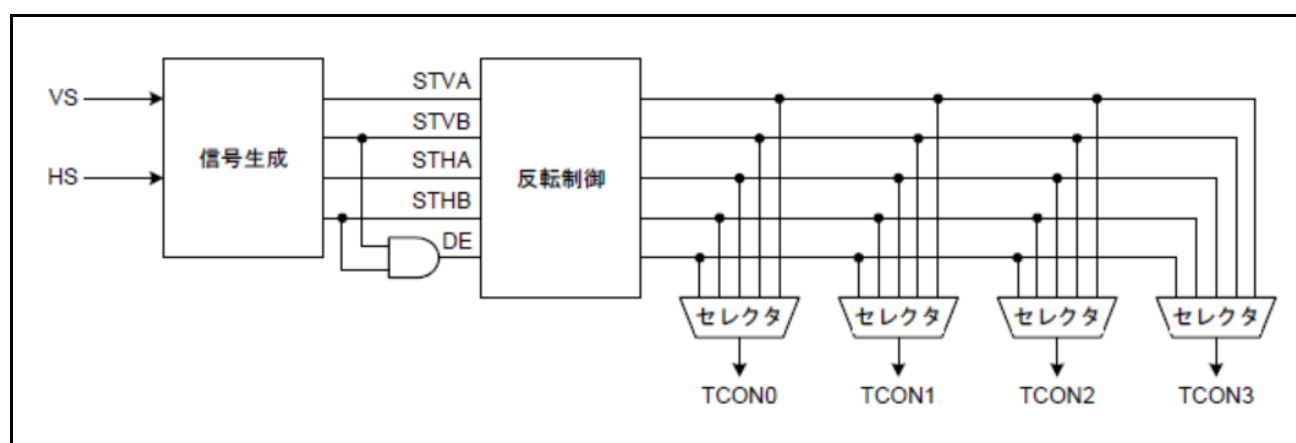 VS
HS
信号生成
STVA
STVB
STHA
STHB
DE
反転制御
セレクタ
セレクタ
セレクタ
セレクタ
TCON0
TCON1
TCON2
TCON3